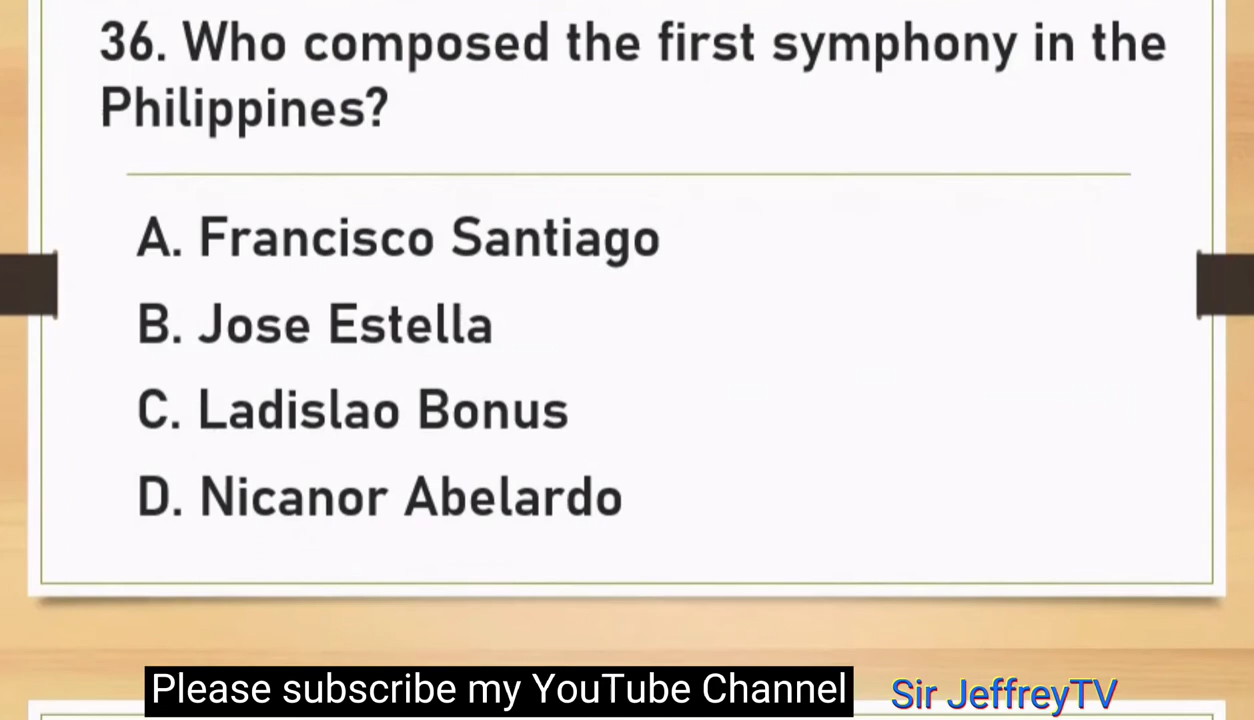 36. Who composed the first symphony in the
Philippines?
A. Francisco Santiago
B. Jose Estella
C. Ladislao Bonus
D. Nicanor Abelardo
Please subscribe my YouTube Channel
Sir JeffreyTV